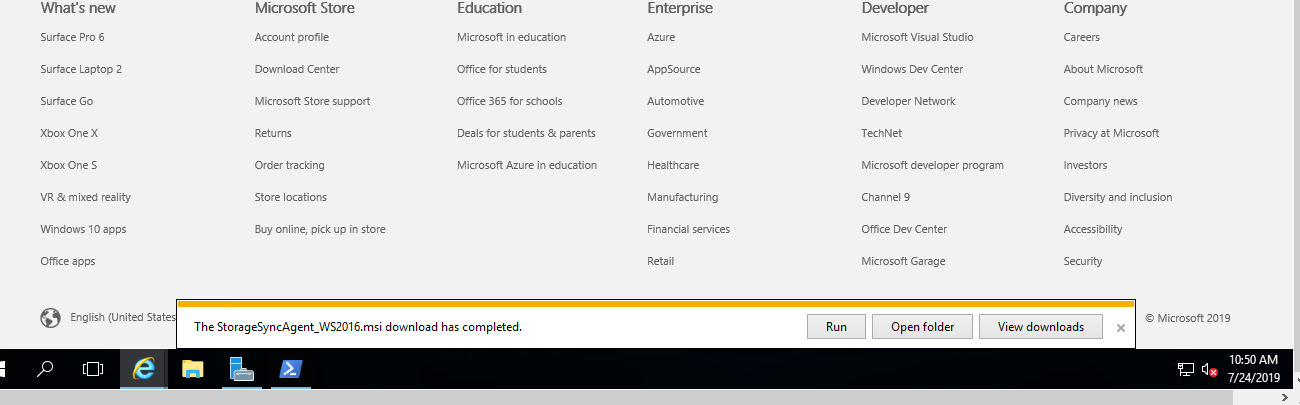 What's new
Surface Pro 6
Surface Laptop 2
Surface Go
Xbox One X
Xbox One S
VR & mixed reality
Windows 10 apps
Office apps
Microsoft Store
Account profile
Download Center
Microsoft Store support
Returns
Order tracking
Store locations
Buy online, pick up in store
Education
Microsoft in education
Office for students
Office 365 for schools
Deals for students & parents
Microsoft Azure in education
Enterprise
Azure
AppSource
Automotive
Government
Healthcare
Manufacturing
Financial services
Retail
Developer
Microsoft Visual Studio
Windows Dev Center
Developer Network
TechNet
Microsoft developer program
Channel 9
Office Dev Center
Microsoft Garage
Company
Careers
About Microsoft
Company news
Privacy at Microsoft
Investors
Diversity and inclusion
Accessibility
Security
English (United States
The StorageSyncAgent_WS2016.msi download has completed.
Run
Open folder
View downloads
© Microsoft 2019
10:50 AM
7/24/2019